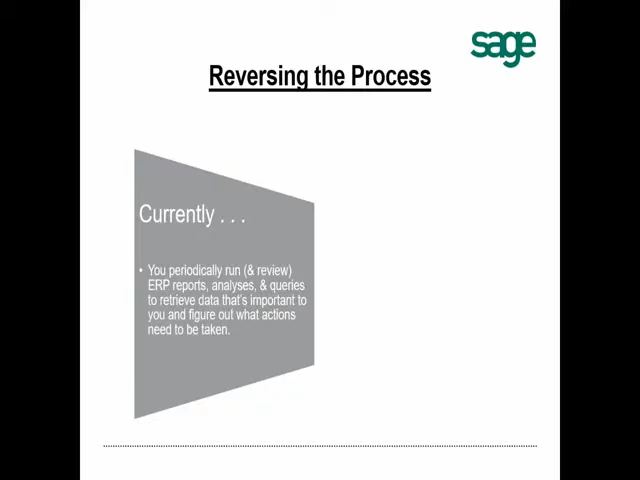 sage
Reversing the Process
Currently . . .
• You periodically run (& review)
ERP reports, analyses, & queries
to retrieve data that's important to
you and figure out what actions
need to be taken.